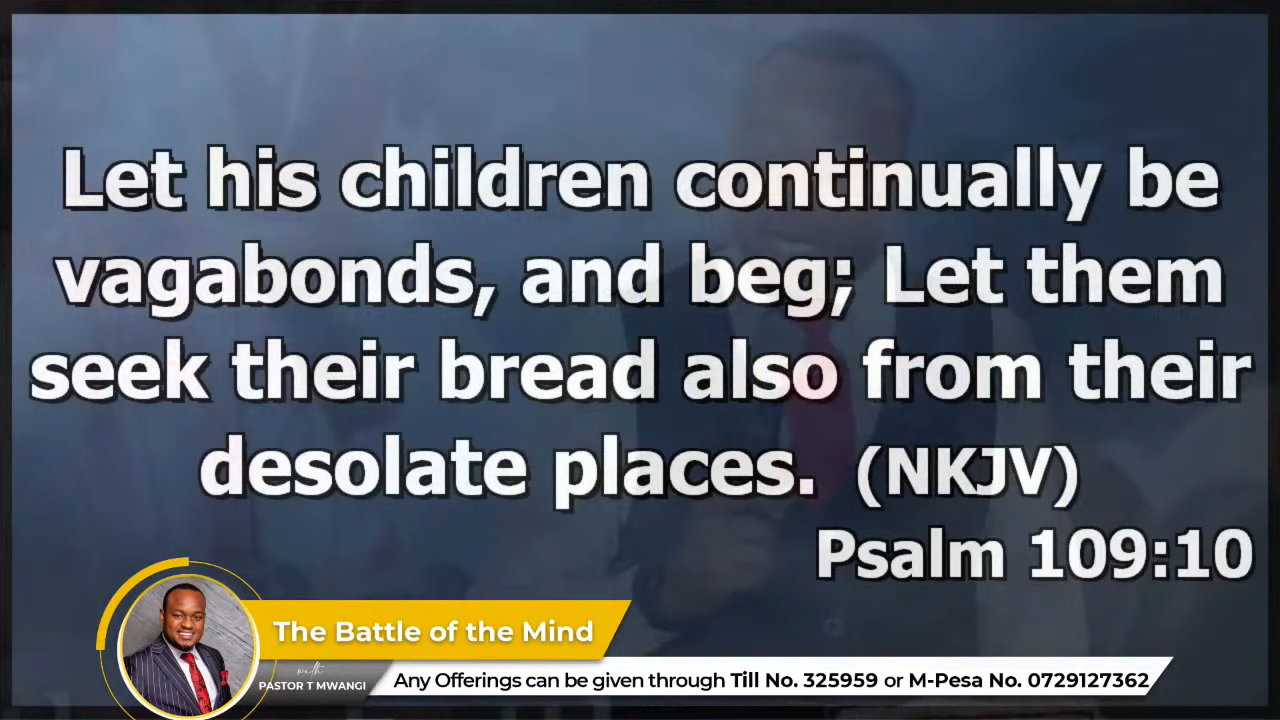 Let his children continually be
vagabonds, and beg; Let them
seek their bread also from their
desolate places. (NKJV)
Psalm 109:10
The Battle of the Mind
with
PASTOR T MWANGI
Any Offerings can be given through Till No. 325959 or M-Pesa No. 0729127362